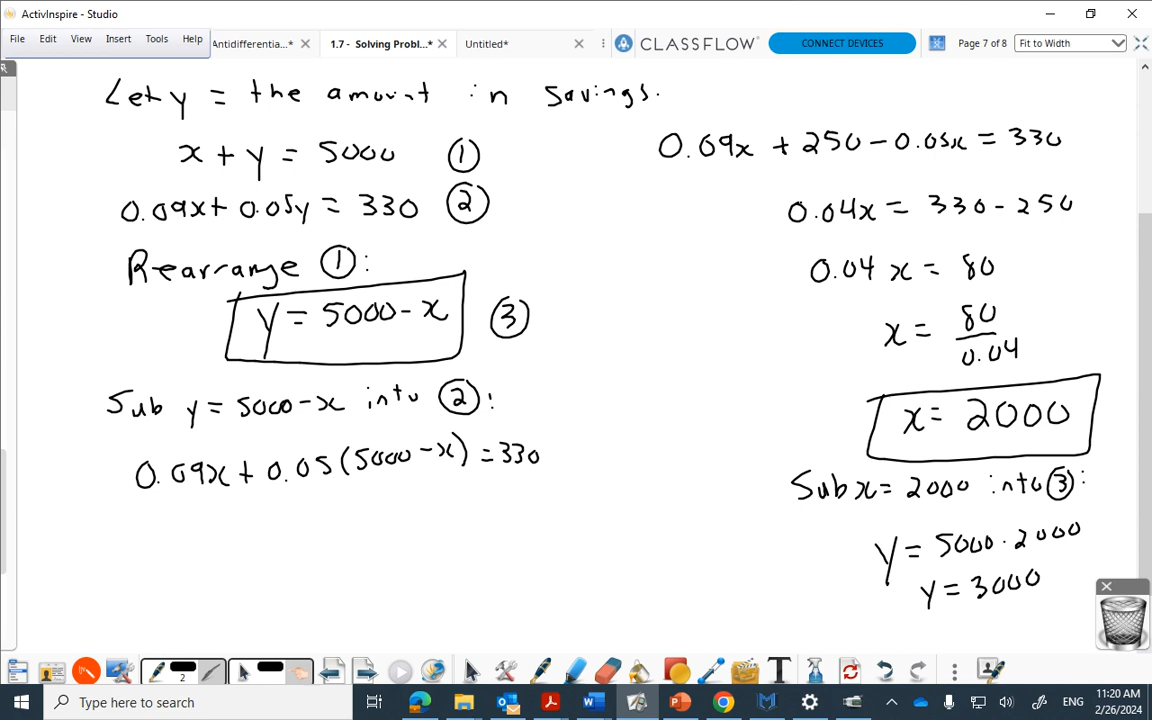 ActivInspire - Studio
File Edit View Insert Tools Help
Antidifferentia...* 1.7 - Solving Probl...* Untitled*
CLASSFLOW CONNECT DEVICES Page 7 of 8 Fit to Width
Let y = the amount in savings.
x + y = 5000 ①
0.09x + 0.05y = 330 ②
Rearrange ①:
y = 5000 - x ③
Sub y = 5000 - x into ②:
0.09x + 0.05(5000 - x) = 330
0.09x + 250 - 0.05x = 330
0.04x = 330 - 250
0.04 x = 80
x = 80/0.04
x = 2000
Sub x = 2000 into ③:
y = 5000 - 2000
y = 3000
2
Type here to search
ENG
11:20 AM
2/26/2024